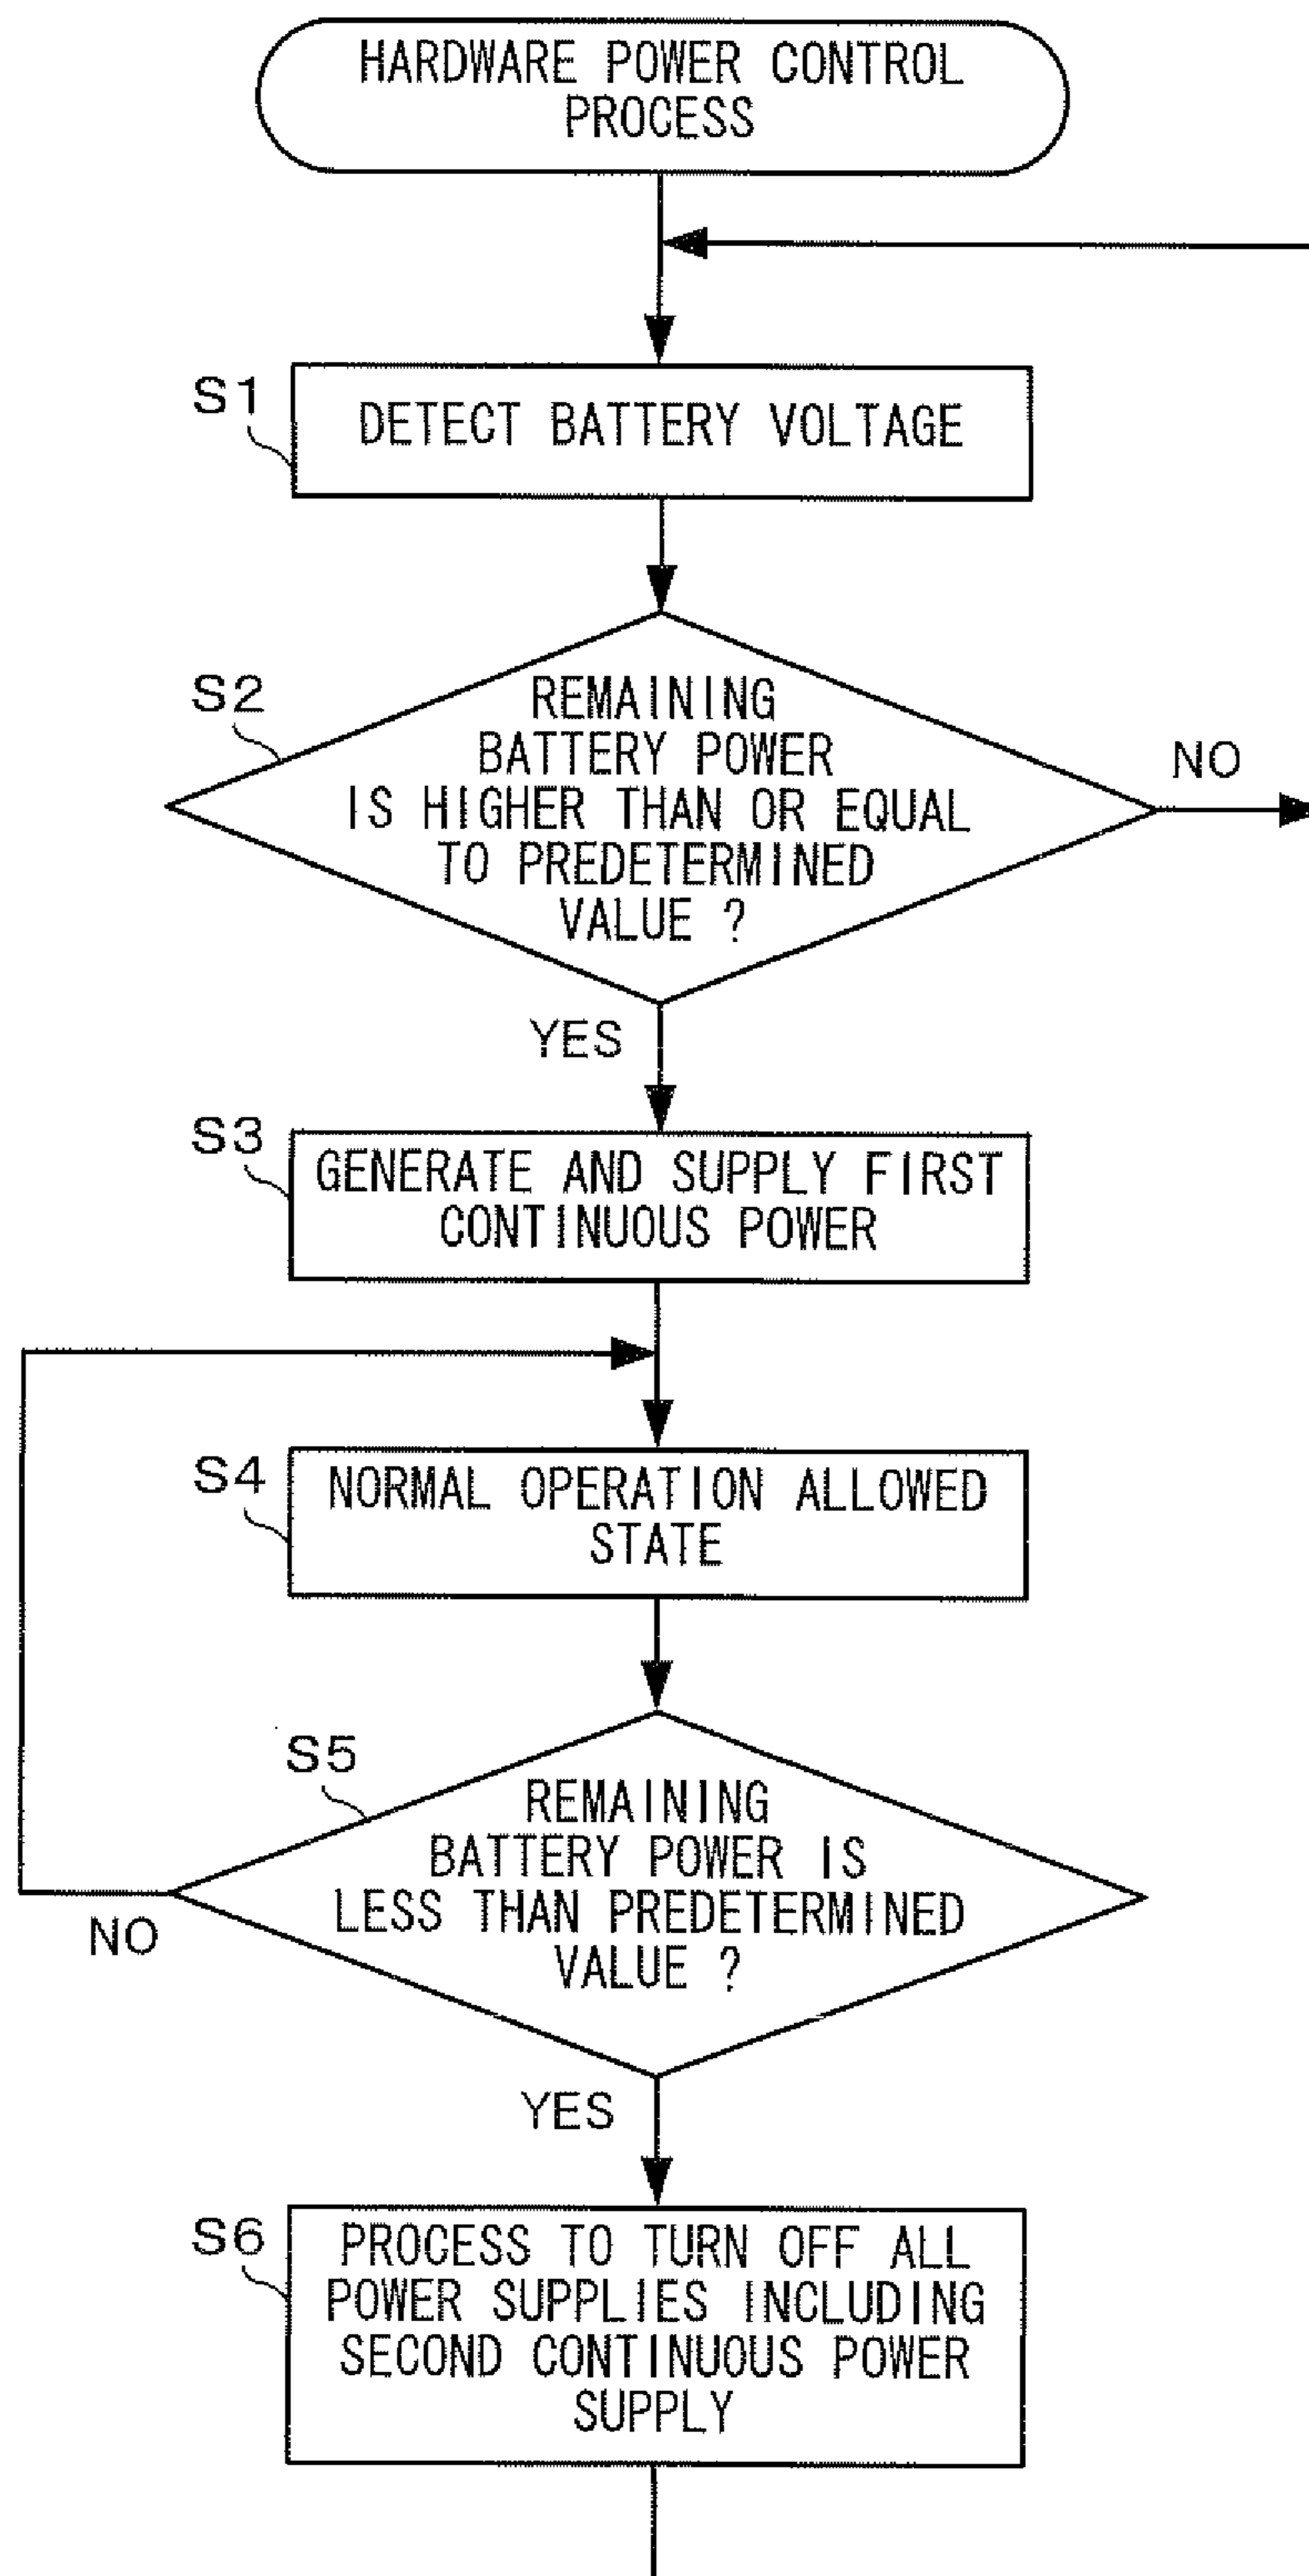 HARDWARE POWER CONTROL
PROCESS
S1
DETECT BATTERY VOLTAGE
S2
REMAINING
BATTERY POWER
IS HIGHER THAN OR EQUAL
TO PREDETERMINED
VALUE ?
NO
YES
S3
GENERATE AND SUPPLY FIRST
CONTINUOUS POWER
S4
NORMAL OPERATION ALLOWED
STATE
S5
REMAINING
BATTERY POWER IS
LESS THAN PREDETERMINED
VALUE ?
NO
YES
S6
PROCESS TO TURN OFF ALL
POWER SUPPLIES INCLUDING
SECOND CONTINUOUS POWER
SUPPLY